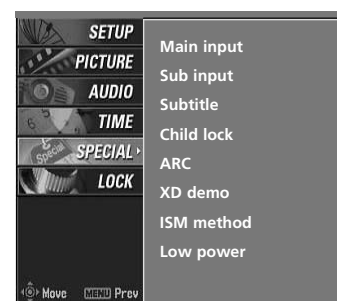 SETUP
PICTURE
AUDIO
TIME
SPECIAL
LOCK
Move MENU Prev
Main input
Sub input
Subtitle
Child lock
ARC
XD demo
ISM method
Low power